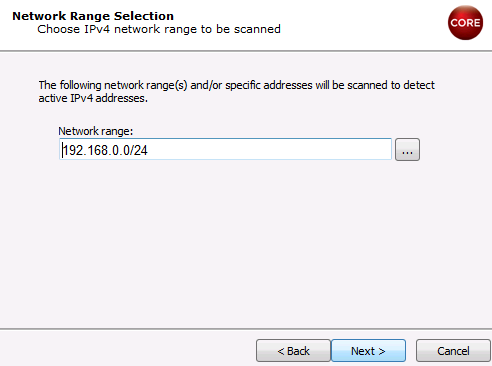 Network Range Selection
Choose IPv4 network range to be scanned
CORE
The following network range(s) and/or specific addresses will be scanned to detect
active IPv4 addresses.
Network range:
192.168.0.0/24
...
< Back
Next >
Cancel